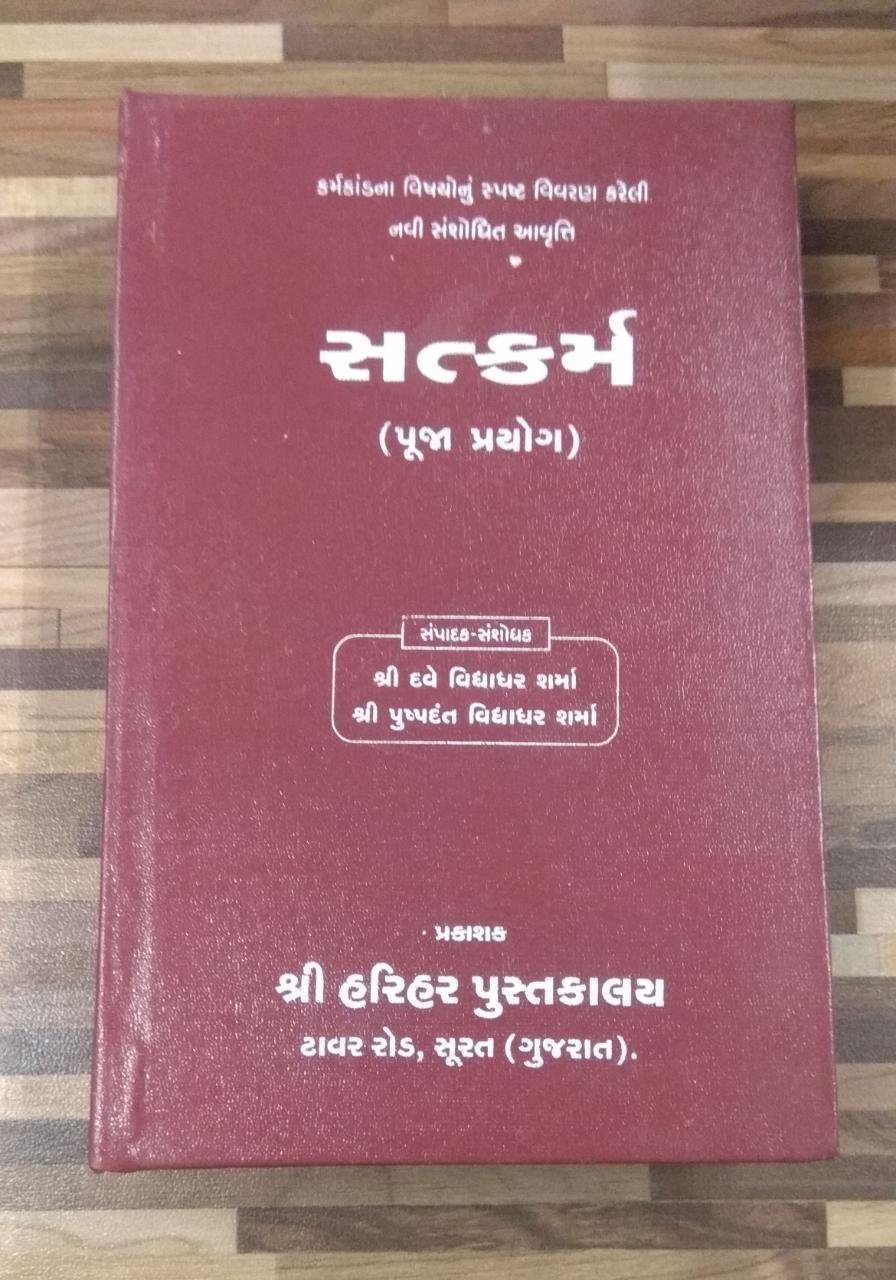 કર્મકાંડના વિષયોનું સ્પષ્ટ વિવરણ કરેલી
નવી સંશોધિત આવૃત્તિ
સત્કર્મ
(પૂજા પ્રયોગ)
સંપાદક-સંશોધક
શ્રી દવે વિદ્યાધર શર્મા
શ્રી પુષ્પદંત વિદ્યાધર શર્મા
પ્રકાશક
શ્રી હરિહર પુસ્તકાલય
ટાવર રોડ, સૂરત (ગુજરાત).